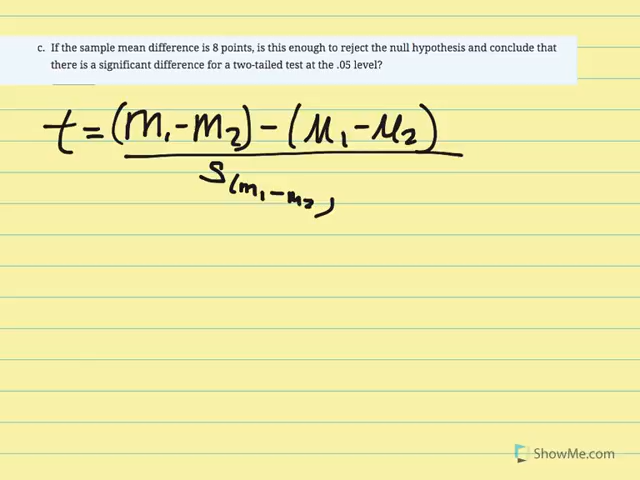 c. If the sample mean difference is 8 points, is this enough to reject the null hypothesis and conclude that
there is a significant difference for a two-tailed test at the .05 level?
t = (m₁ - m₂) - (μ₁ - μ₂)
S(m₁ - m₂)
ShowMe.com